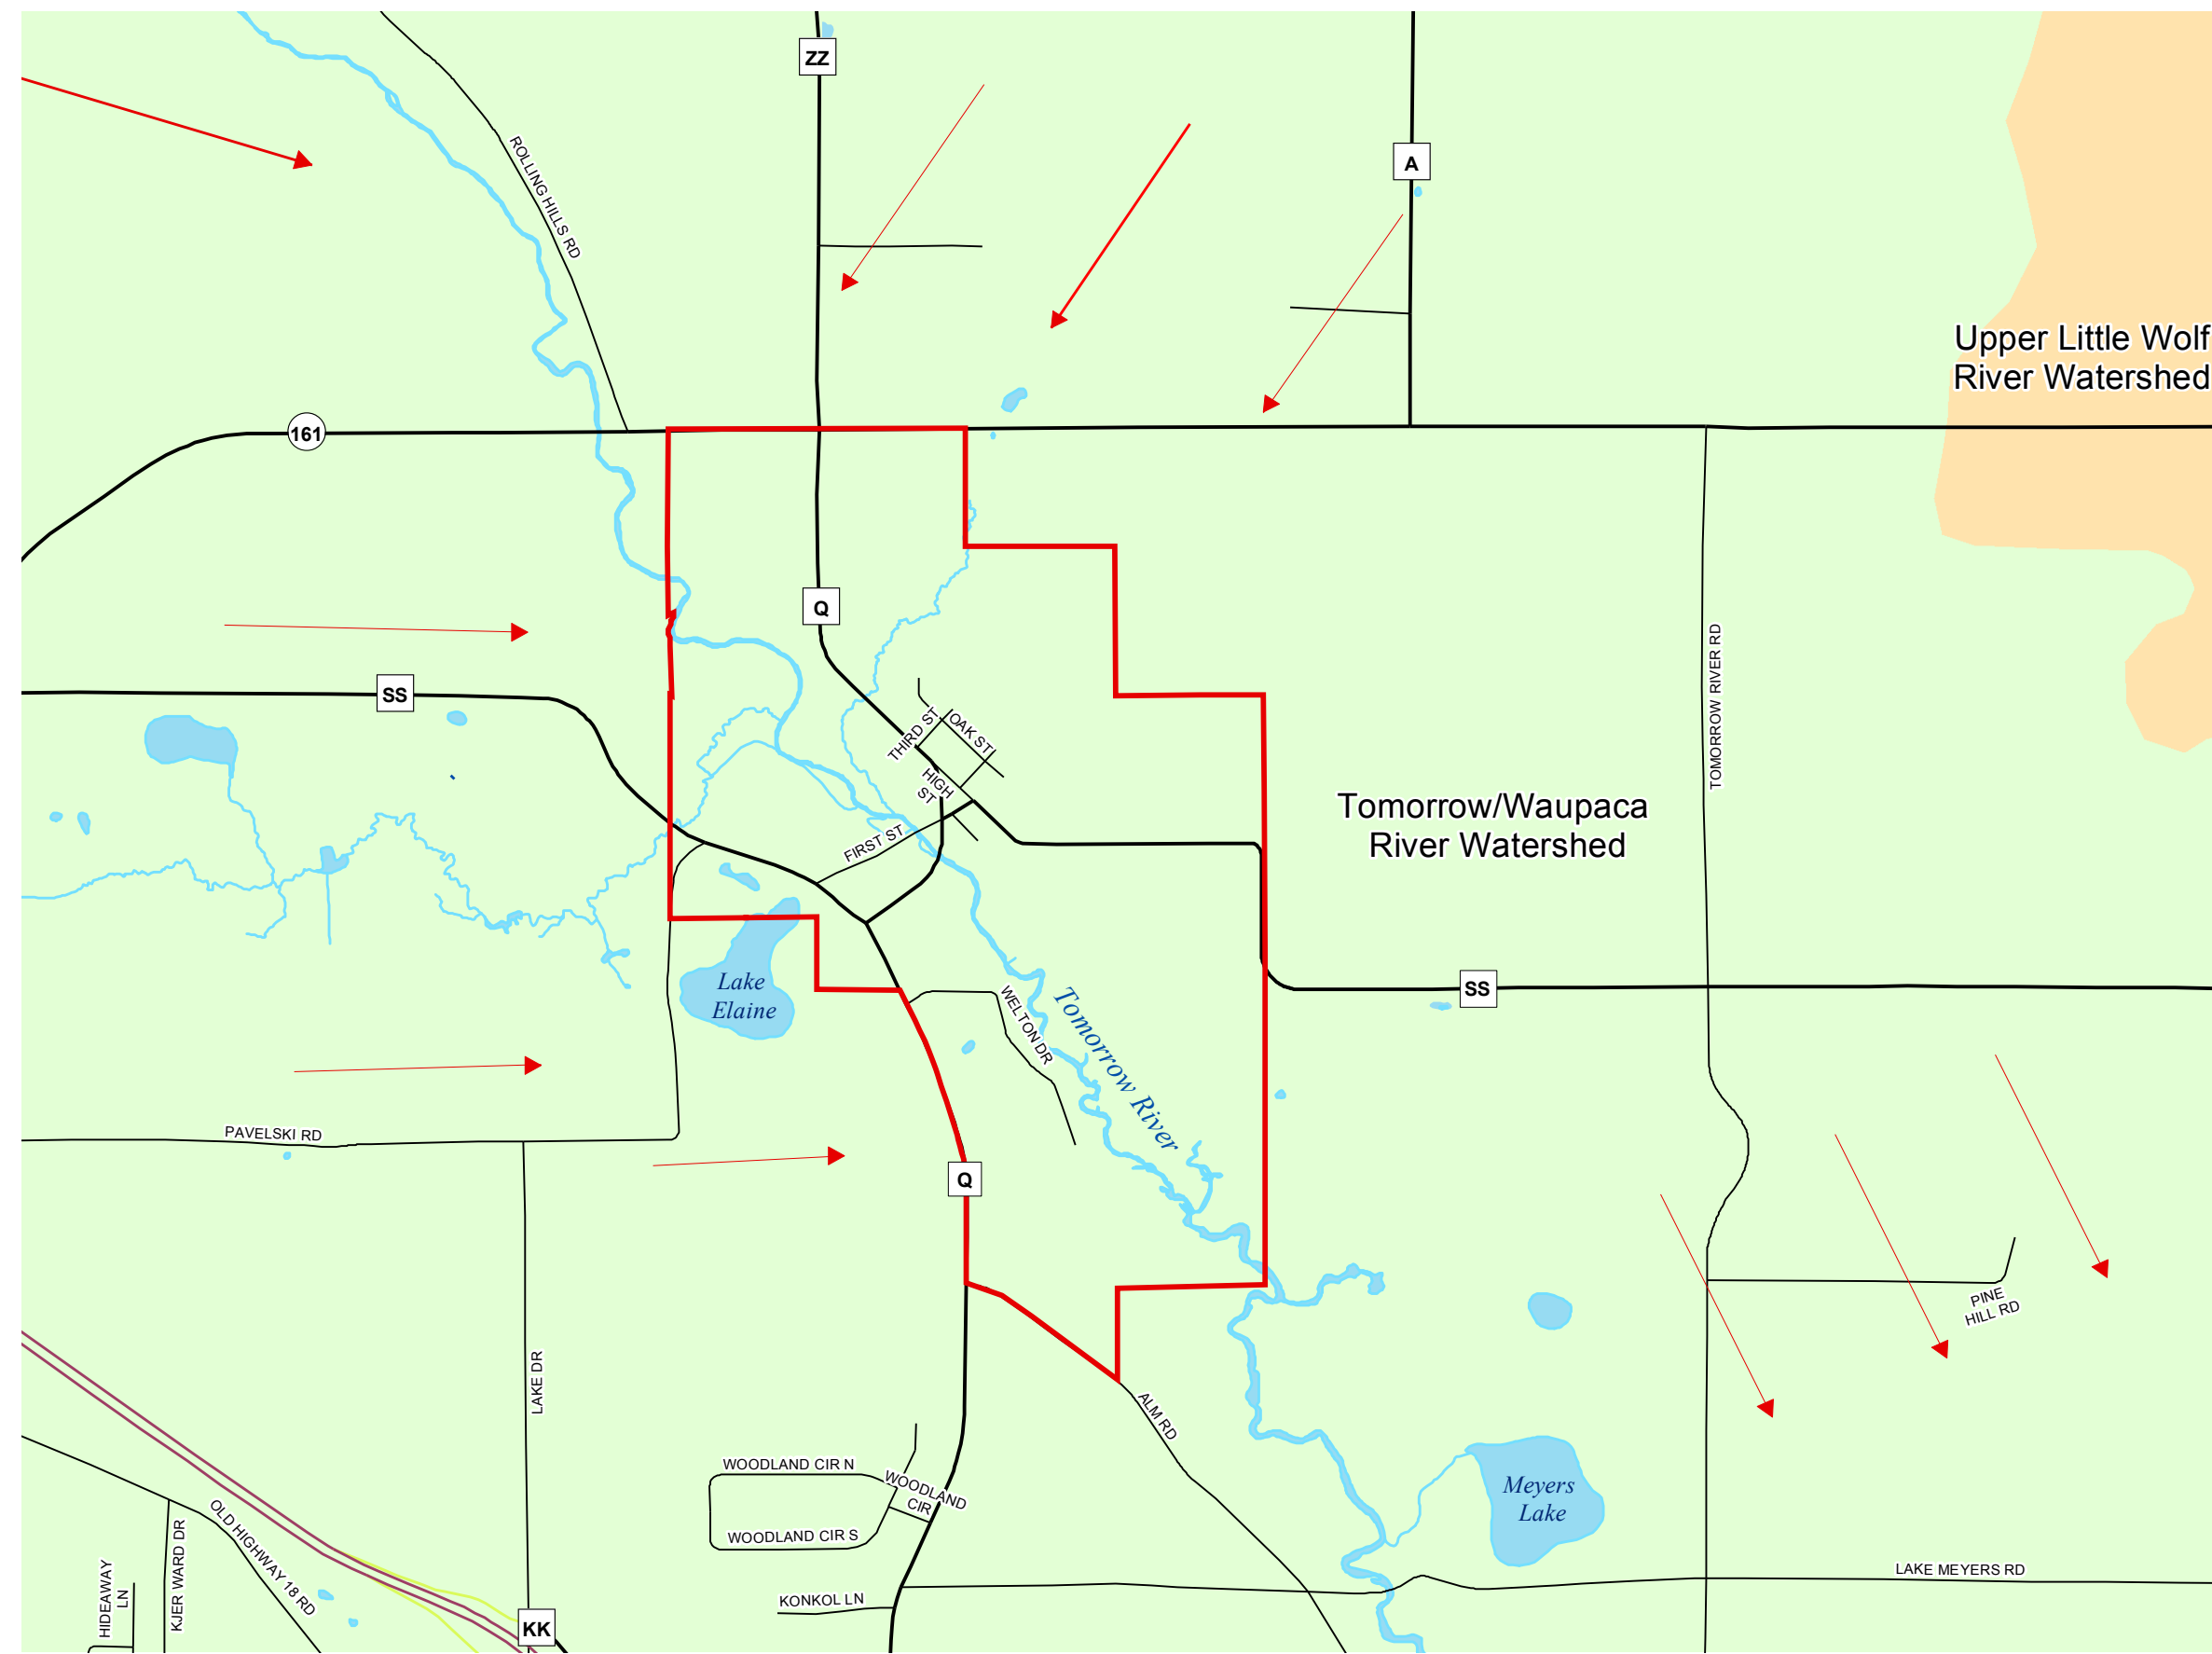 ZZ
A
ROLLING HILLS RD
Upper Little Wolf
River Watershed
161
Q
TOMORROW RIVER RD
SS
THIRD ST
OAK ST
HIGH
ST
FIRST ST
Tomorrow/Waupaca
River Watershed
Lake
Elaine
SS
WELTON DR
Tomorrow River
PAVELSKI RD
Q
PINE
HILL RD
LAKE DR
ALM RD
WOODLAND CIR N
WOODLAND
CIR
WOODLAND CIR S
Meyers
Lake
OLD HIGHWAY 18 RD
KJER WARD DR
HIDEAWAY
LN
LAKE MEYERS RD
KONKOL LN
KK